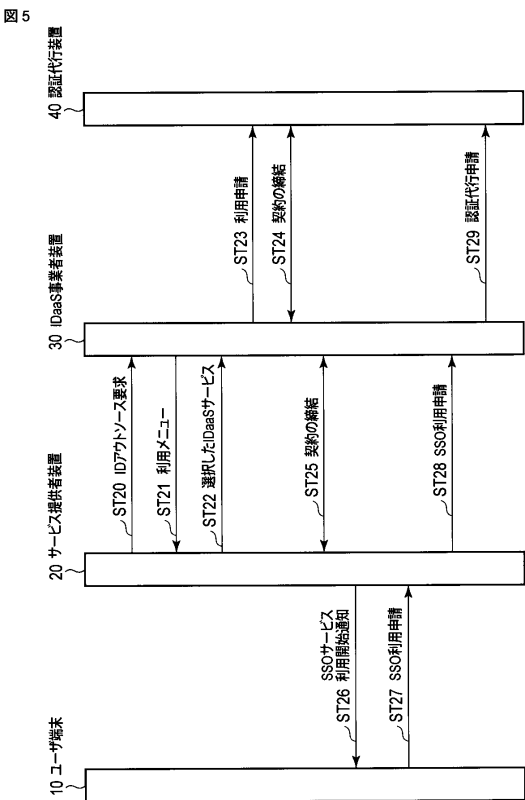 図5
10 ユーザ端末
20 サービス提供者装置
30 IDaaS事業者装置
40 認証代行装置
ST20 IDアウトソース要求
ST21 利用メニュー
ST22 選択したIDaaSサービス
ST23 利用申請
ST24 契約の締結
ST25 契約の締結
SSOサービス
ST26 利用開始通知
ST27 SSO利用申請
ST28 SSO利用申請
ST29 認証代行申請